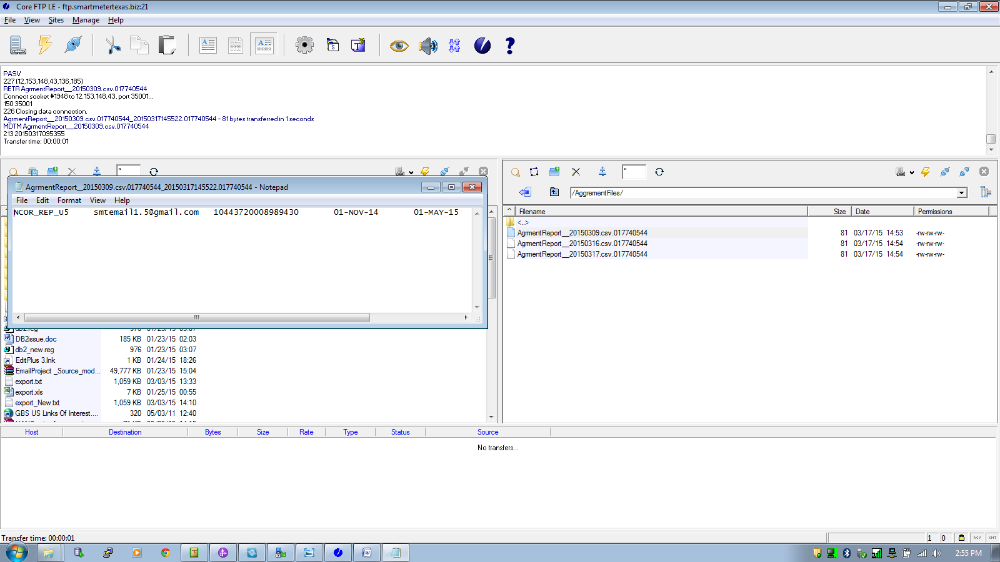 Core FTP LE - ftp.smartmetertexas.biz:21
File View Sites Manage Help
PASV
227 (12,153,148,43,136,185)
RETR AgrmentReport__20150309.csv.017740544
Connect socket #1948 to 12.153.148.43, port 35001...
150 35001
226 Closing data connection.
AgrmentReport__20150309.csv.017740544_20150317145522.017740544 - 81 bytes transferred in 1 seconds
MDTM AgrmentReport__20150309.csv.017740544
213 20150317095355
Transfer time: 00:00:01
AgrmentReport__20150309.csv.017740544_20150317145522.017740544 - Notepad
File Edit Format View Help
NCOR_REP_U5 smtemail1.5@gmail.com 10443720008989430 01-NOV-14 01-MAY-15
/AggrementFiles/
Filename Size Date Permissions
<..>
AgrmentReport__20150309.csv.017740544 81 03/17/15 14:53 -rw-rw-rw-
AgrmentReport__20150316.csv.017740544 81 03/17/15 14:54 -rw-rw-rw-
AgrmentReport__20150317.csv.017740544 81 03/17/15 14:54 -rw-rw-rw-
DB2issue.doc 185 KB 01/23/15 02:03
db2_new.reg 976 01/23/15 03:07
EditPlus 3.lnk 1 KB 01/24/15 18:26
EmailProject _Source_mod... 49,777 KB 01/23/15 15:04
export.txt 1,059 KB 03/03/15 13:33
export.xls 7 KB 01/25/15 00:55
export_New.txt 1,059 KB 03/03/15 14:10
GBS US Links Of Interest.... 320 05/03/11 12:40
Host Destination Bytes Size Rate Type Status Source
No transfers...
Transfer time: 00:00:01 1 0 RCV XMT
2:55 PM